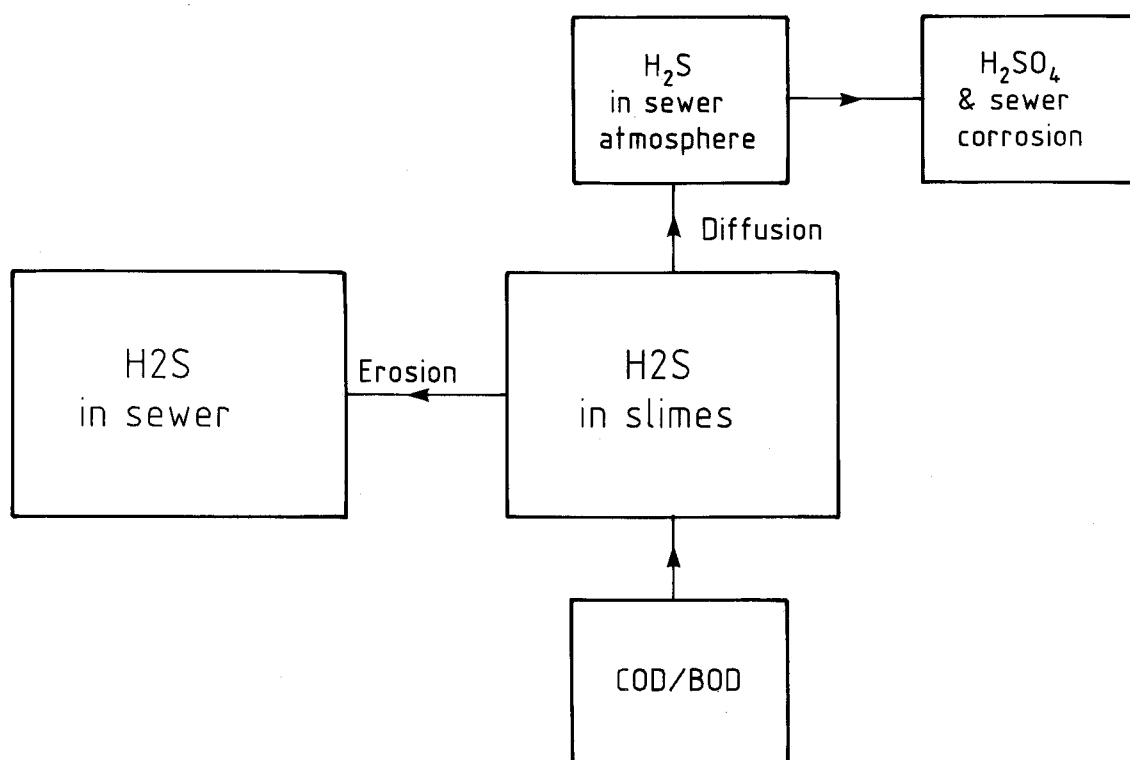 H₂S
in sewer
atmosphere
H₂SO₄
& sewer
corrosion
Diffusion
H2S
in sewer
Erosion
H2S
in slimes
COD/BOD